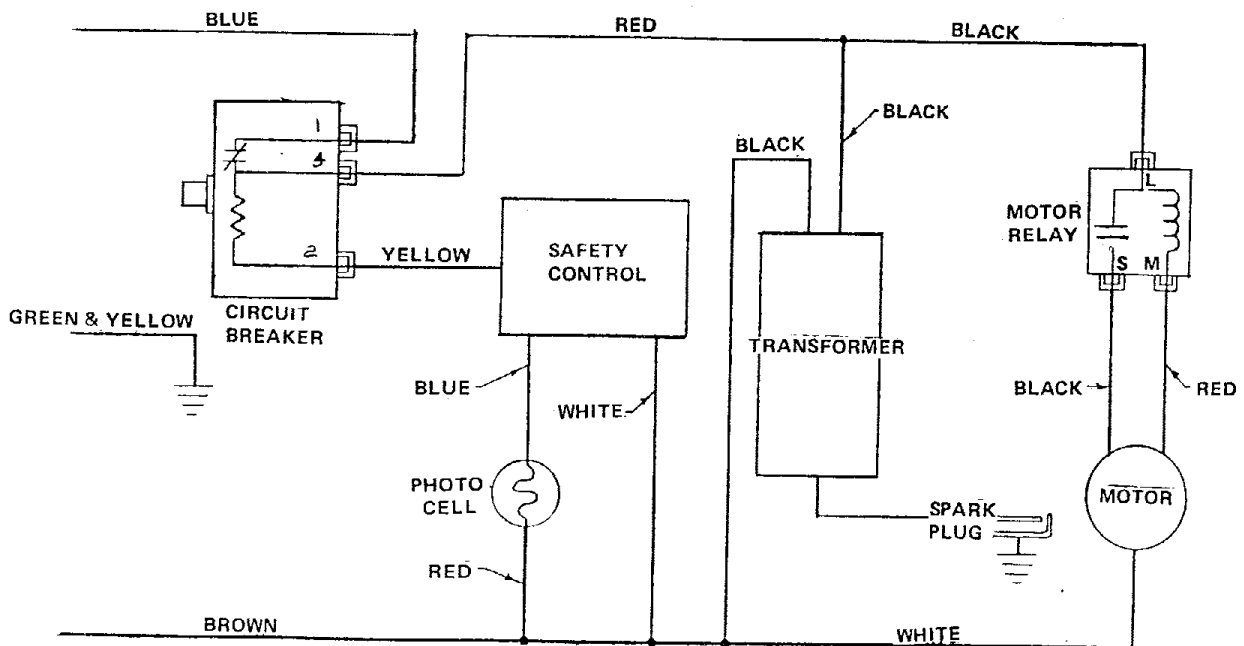 BLUE
RED
BLACK
1
BLACK
BLACK
L
MOTOR
RELAY
2
YELLOW
SAFETY
CONTROL
S M
GREEN & YELLOW
CIRCUIT
BREAKER
TRANSFORMER
BLUE
WHITE
BLACK
RED
PHOTO
CELL
MOTOR
SPARK
PLUG
RED
BROWN
WHITE